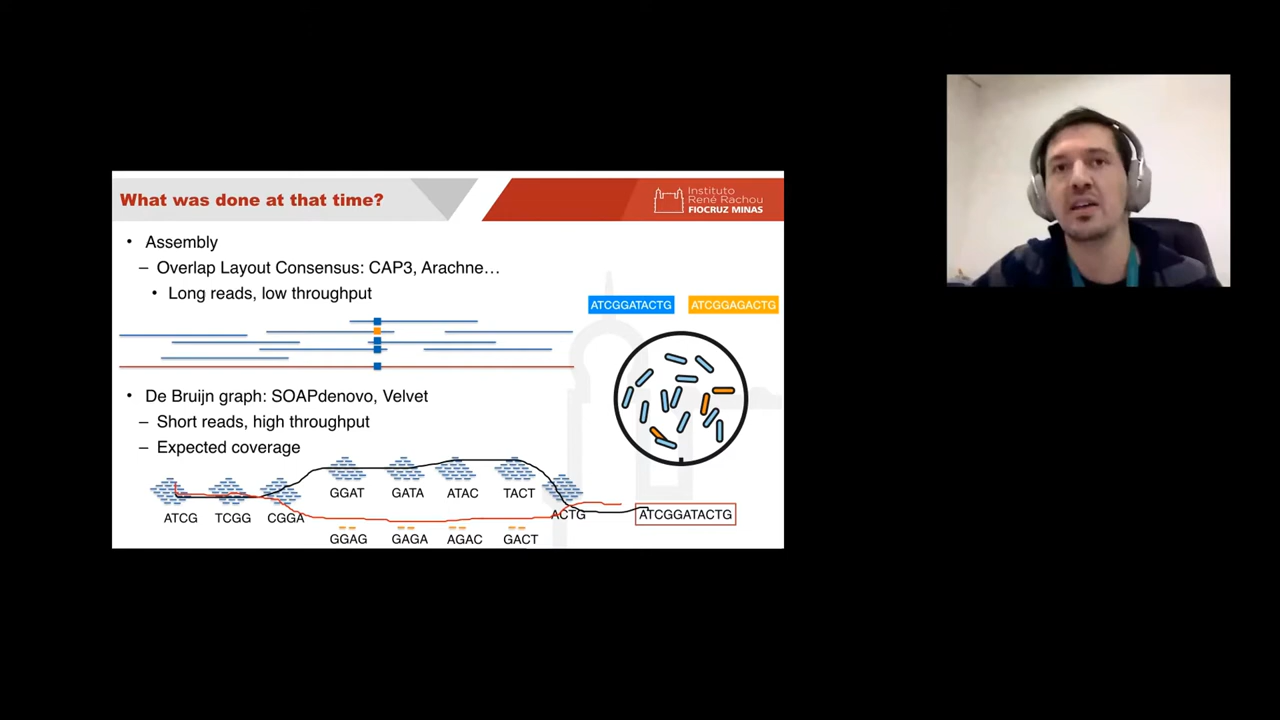 What was done at that time?
Instituto
René Rachou
FIOCRUZ MINAS
• Assembly
– Overlap Layout Consensus: CAP3, Arachne…
• Long reads, low throughput
ATCGGATACTG
ATCGGAGACTG
• De Bruijn graph: SOAPdenovo, Velvet
– Short reads, high throughput
– Expected coverage
GGAT GATA ATAC TACT
ATCG TCGG CGGA ACTG ATCGGATACTG
GGAG GAGA AGAC GACT